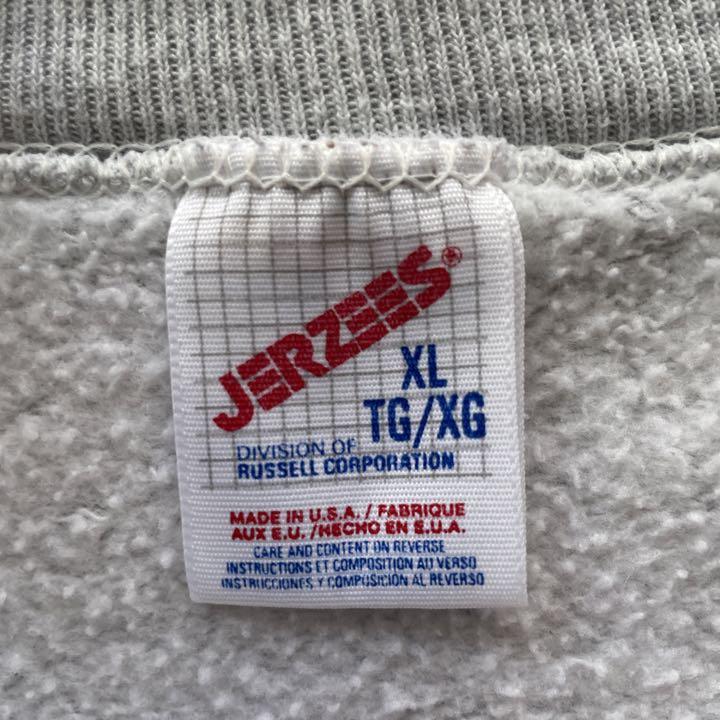 JERZEES®
XL
TG/XG
DIVISION OF
RUSSELL CORPORATION
MADE IN U.S.A. / FABRIQUE
AUX E.U. /HECHO EN E.U.A.
CARE AND CONTENT ON REVERSE
INSTRUCTIONS ET COMPOSITION AU VERSO
INSTRUCCIONES Y COMPOSICION AL REVERSO